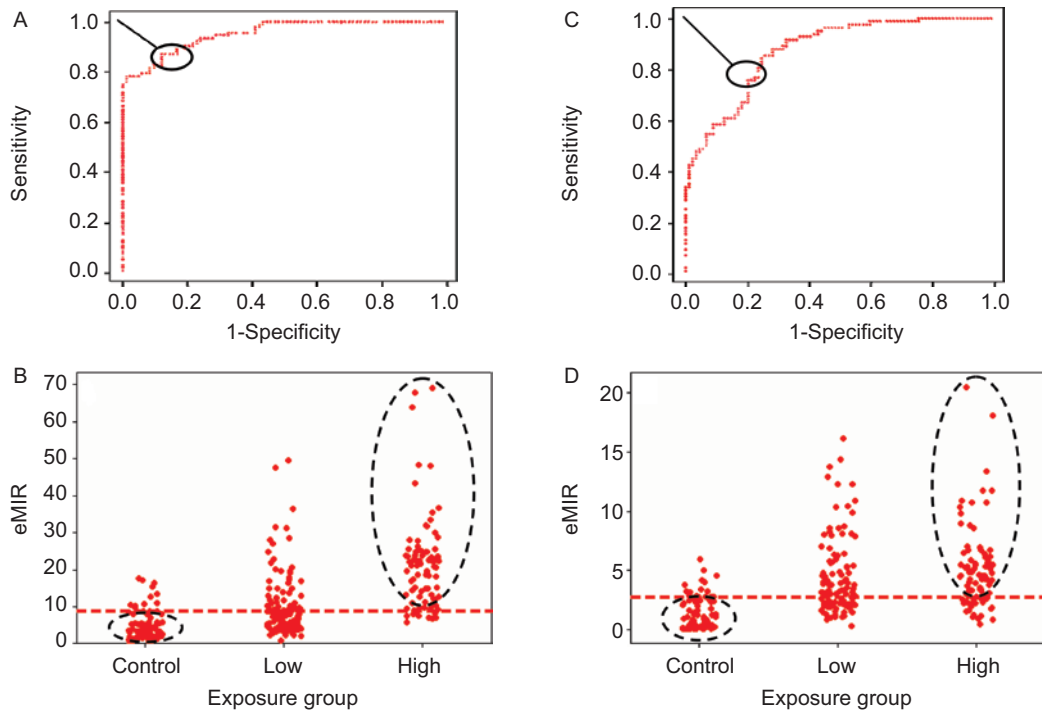 A
Sensitivity
1.0
0.8
0.6
0.4
0.2
0.0
0.0 0.2 0.4 0.6 0.8 1.0
1-Specificity
C
Sensitivity
1.0
0.8
0.6
0.4
0.2
0.0
0.0 0.2 0.4 0.6 0.8 1.0
1-Specificity
B
eMIR
70
60
50
40
30
20
10
0
Control Low High
Exposure group
D
eMIR
20
15
10
5
0
Control Low High
Exposure group